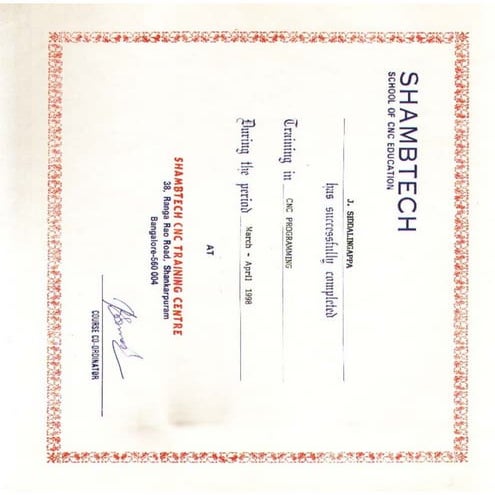 SHAMBTECH
SCHOOL OF CNC EDUCATION
J. SIDDALINGAPPA
has successfully completed
Training in CNC PROGRAMMING
During the period March - April 1998
AT
SHAMBTECH CNC TRAINING CENTRE
38, Ranga Rao Road, Shankarpuram
Bangalore-560 004
COURSE CO-ORDINATOR